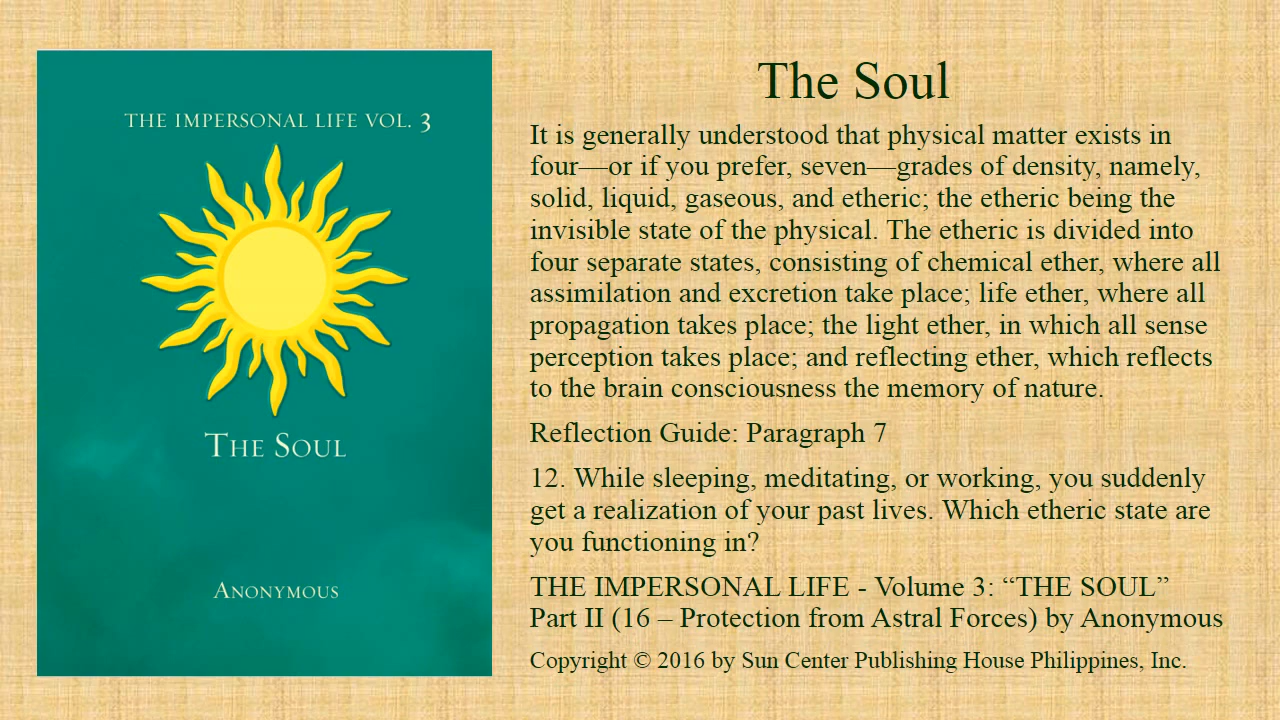 THE IMPERSONAL LIFE VOL. 3
THE SOUL
ANONYMOUS
The Soul
It is generally understood that physical matter exists in
four—or if you prefer, seven—grades of density, namely,
solid, liquid, gaseous, and etheric; the etheric being the
invisible state of the physical. The etheric is divided into
four separate states, consisting of chemical ether, where all
assimilation and excretion take place; life ether, where all
propagation takes place; the light ether, in which all sense
perception takes place; and reflecting ether, which reflects
to the brain consciousness the memory of nature.
Reflection Guide: Paragraph 7
12. While sleeping, meditating, or working, you suddenly
get a realization of your past lives. Which etheric state are
you functioning in?
THE IMPERSONAL LIFE - Volume 3: “THE SOUL”
Part II (16 – Protection from Astral Forces) by Anonymous
Copyright © 2016 by Sun Center Publishing House Philippines, Inc.